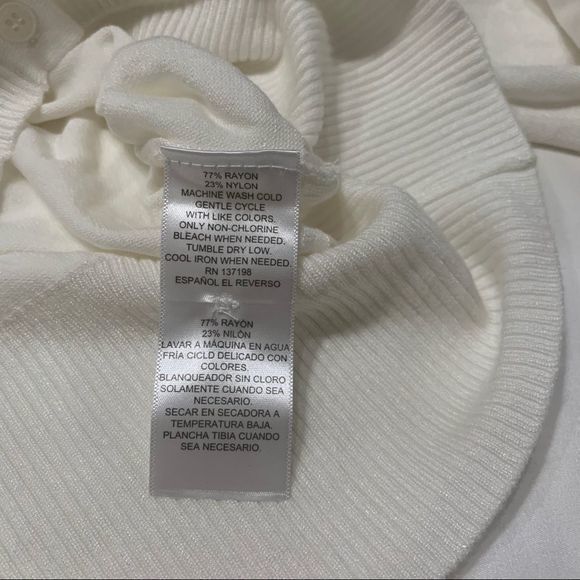 77% RAYON
23% NYLON
MACHINE WASH COLD
GENTLE CYCLE
WITH LIKE COLORS.
ONLY NON-CHLORINE
BLEACH WHEN NEEDED.
TUMBLE DRY LOW.
COOL IRON WHEN NEEDED.
RN 137198
ESPAÑOL EL REVERSO
77% RAYON
23% NILÓN
LAVAR A MÁQUINA EN AGUA
FRÍA CICLD DELICADO CON
COLORES.
BLANQUEADOR SIN CLORO
SOLAMENTE CUANDO SEA
NECESARIO.
SECAR EN SECADORA A
TEMPERATURA BAJA.
PLANCHA TIBIA CUANDO
SEA NECESARIO.